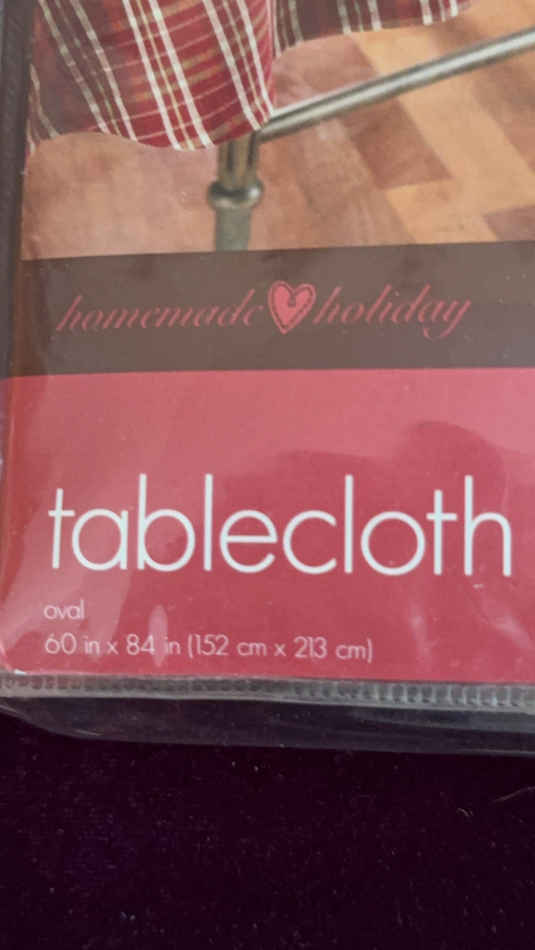 homemade holiday
tablecloth
oval
60 in x 84 in (152 cm x 213 cm)